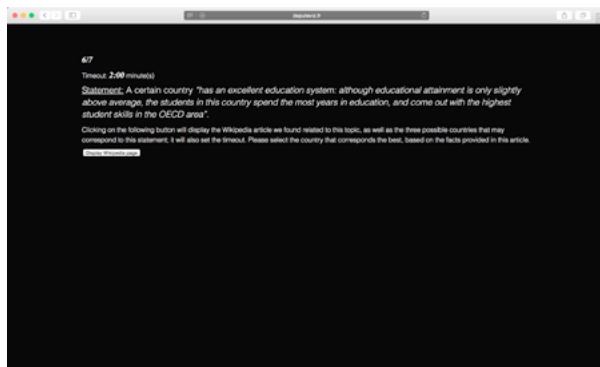 6/7
Timeout: 2:00 minute(s)
Statement: A certain country "has an excellent education system: although educational attainment is only slightly
above average, the students in this country spend the most years in education, and come out with the highest
student skills in the OECD area".
Clicking on the following button will display the Wikipedia article we found related to this topic, as well as the three possible countries that may
correspond to this statement; it will also set the timeout. Please select the country that corresponds the best, based on the facts provided in this article.
Display Wikipedia page